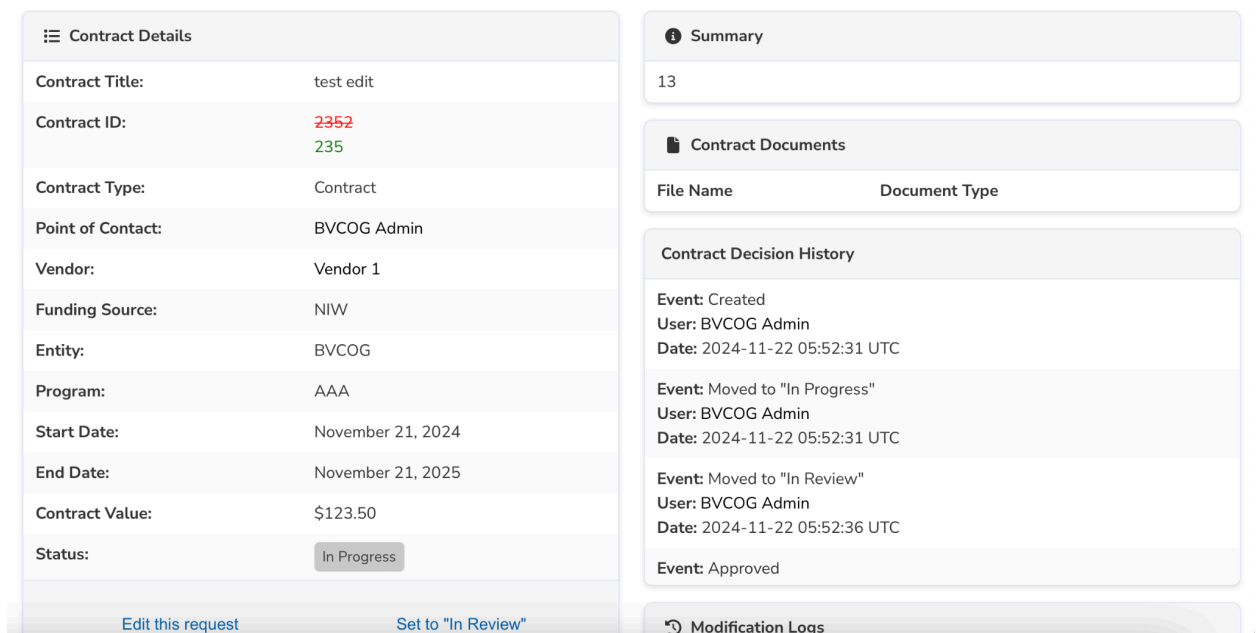 Contract Details
Contract Title: test edit
Contract ID: 2352
235
Contract Type: Contract
Point of Contact: BVCOG Admin
Vendor: Vendor 1
Funding Source: NIW
Entity: BVCOG
Program: AAA
Start Date: November 21, 2024
End Date: November 21, 2025
Contract Value: $123.50
Status: In Progress
Edit this request Set to "In Review"
Summary
13
Contract Documents
File Name Document Type
Contract Decision History
Event: Created
User: BVCOG Admin
Date: 2024-11-22 05:52:31 UTC
Event: Moved to "In Progress"
User: BVCOG Admin
Date: 2024-11-22 05:52:31 UTC
Event: Moved to "In Review"
User: BVCOG Admin
Date: 2024-11-22 05:52:36 UTC
Event: Approved
Modification Logs